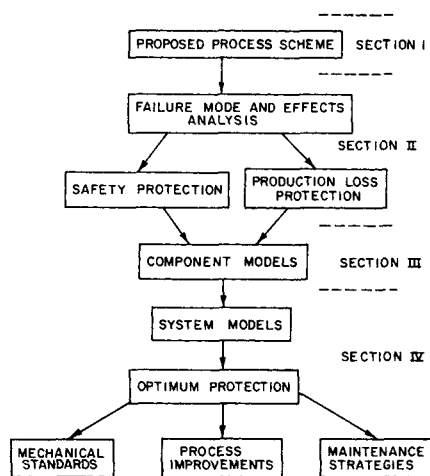 PROPOSED PROCESS SCHEME
SECTION I
FAILURE MODE AND EFFECTS
ANALYSIS
SECTION II
SAFETY PROTECTION
PRODUCTION LOSS
PROTECTION
COMPONENT MODELS
SECTION III
SYSTEM MODELS
SECTION IV
OPTIMUM PROTECTION
MECHANICAL
STANDARDS
PROCESS
IMPROVEMENTS
MAINTENANCE
STRATEGIES